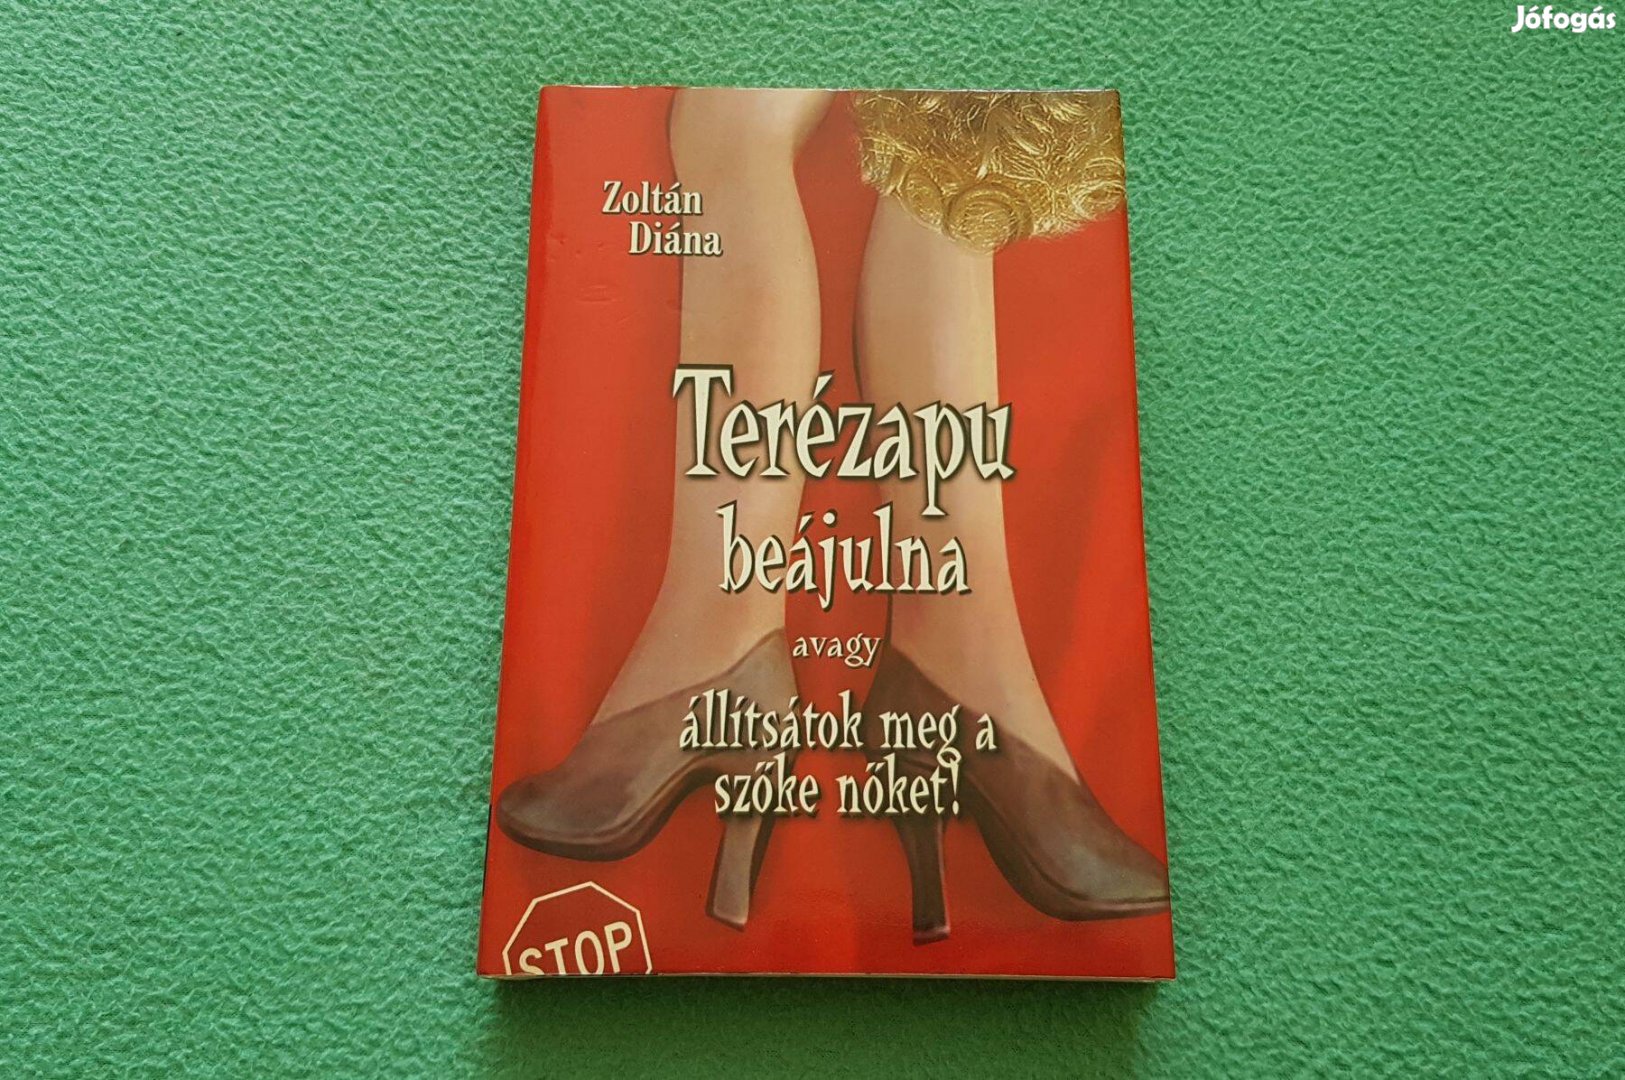 Jófogás
Zoltán
Diána
Terézapu
beájulna
avagy
állítsátok meg a
szőke nőket!
STOP